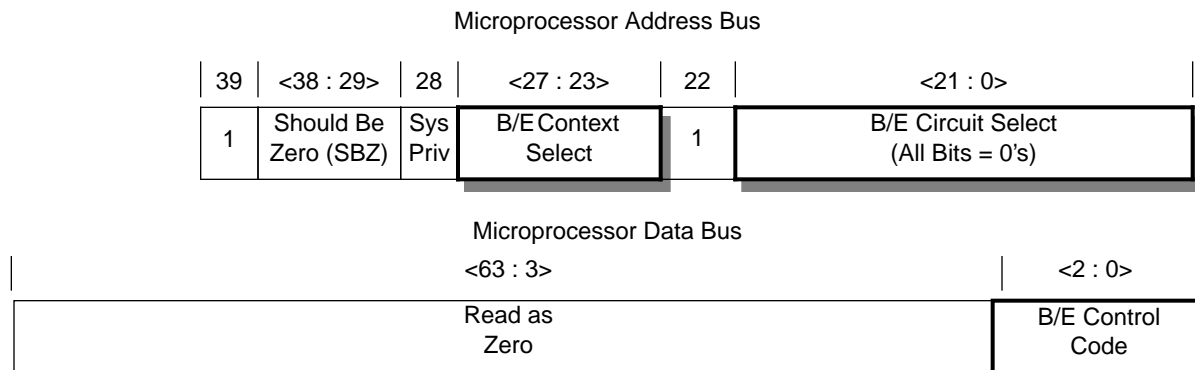 Microprocessor Address Bus
39 <38 : 29> 28 <27 : 23> 22 <21 : 0>
1 Should Be Sys B/E Context 1 B/E Circuit Select
Zero (SBZ) Priv Select (All Bits = 0's)
Microprocessor Data Bus
<63 : 3> <2 : 0>
Read as B/E Control
Zero Code